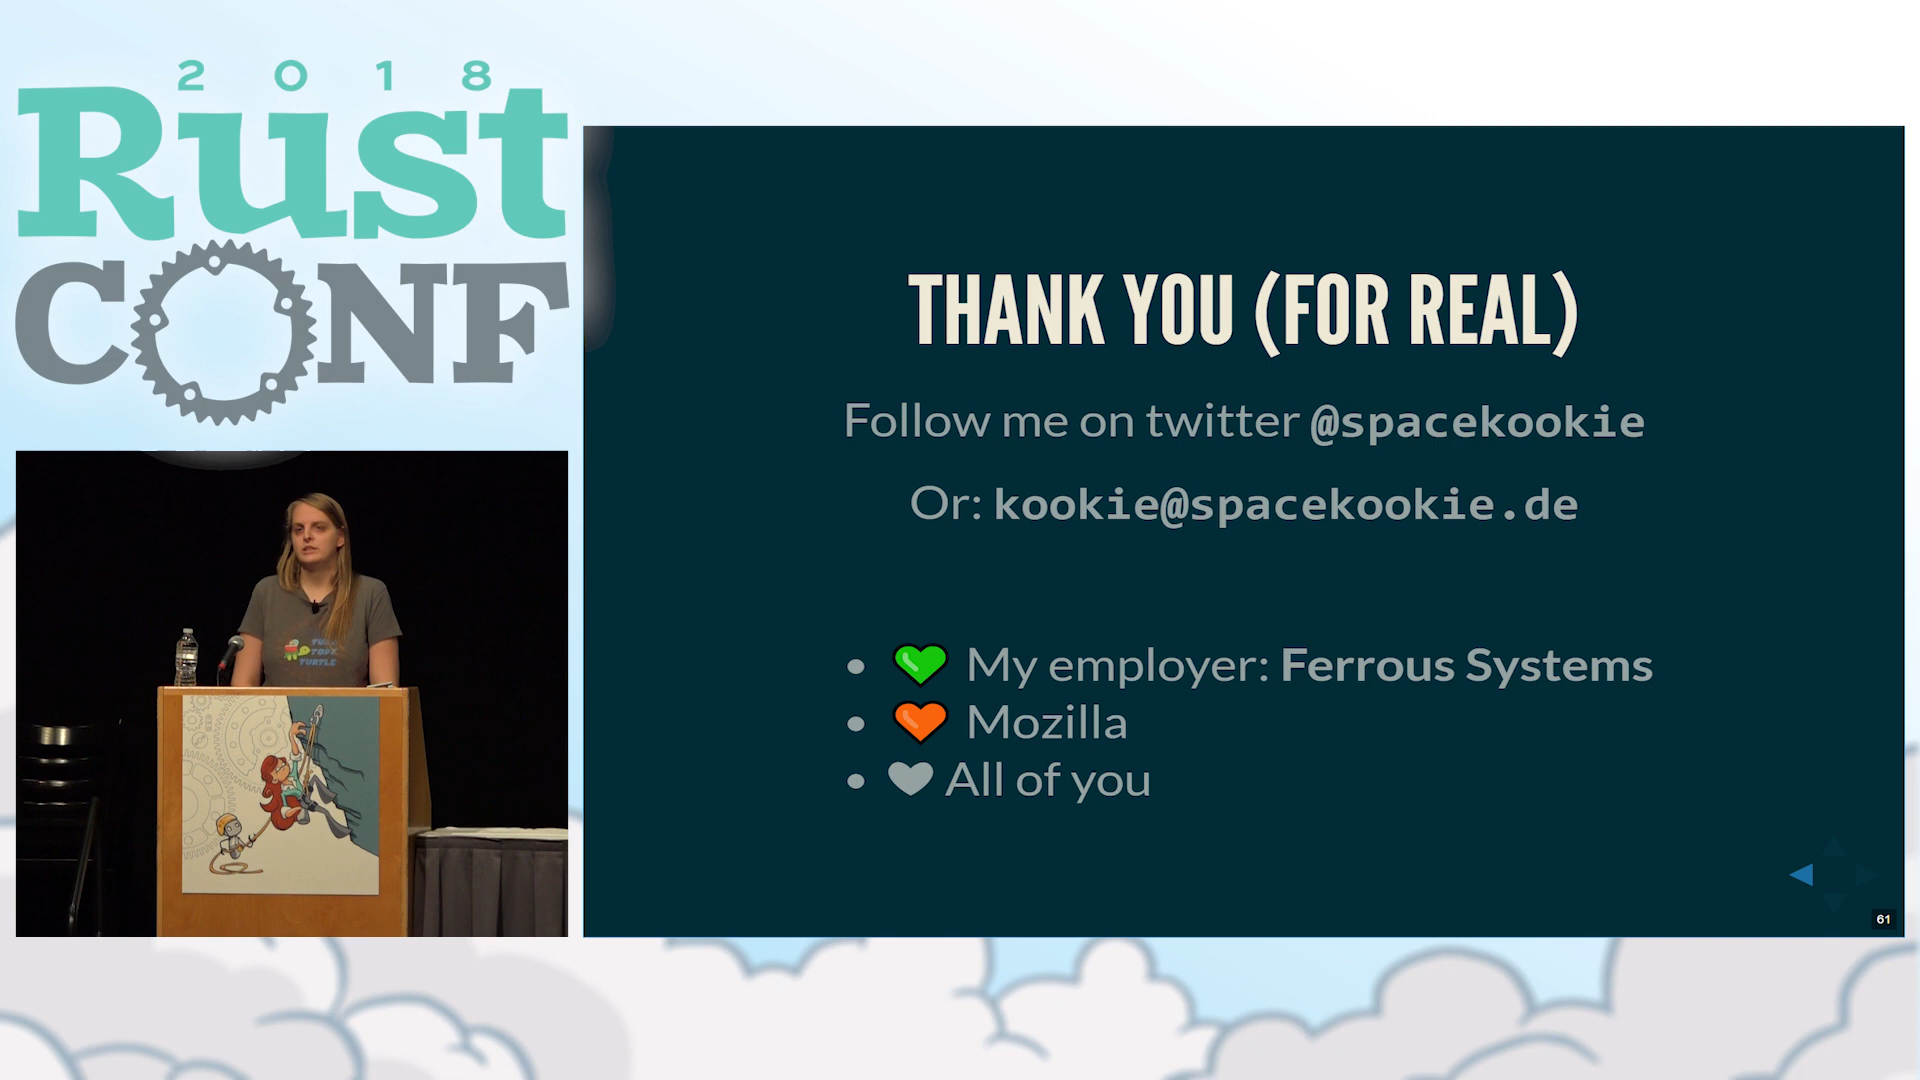 2018
Rust
CONF
THANK YOU (FOR REAL)
Follow me on twitter @spacekookie
Or: kookie@spacekookie.de
My employer: Ferrous Systems
Mozilla
All of you
61
TURTLE